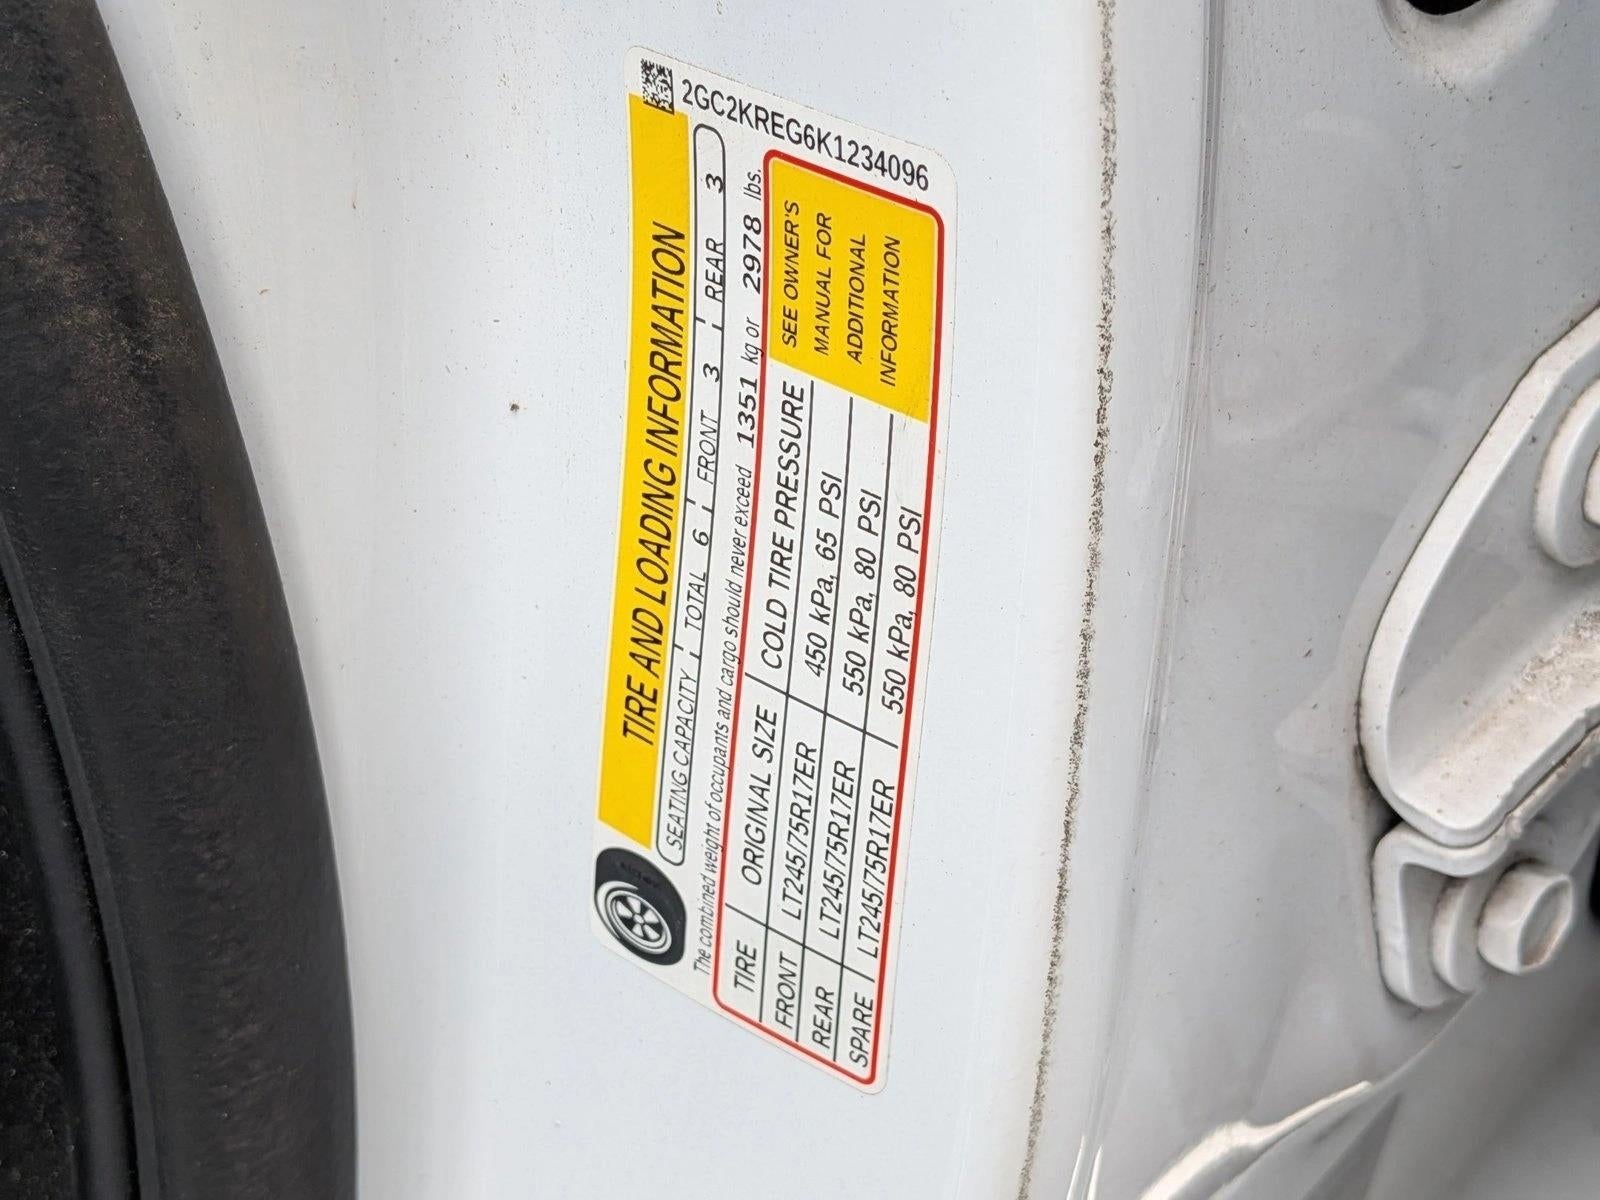 2GC2KREG6K1234096
TIRE AND LOADING INFORMATION
SEATING CAPACITY TOTAL 6 FRONT 3 REAR 3
The combined weight of occupants and cargo should never exceed 1351 kg or 2978 lbs.
TIRE ORIGINAL SIZE COLD TIRE PRESSURE
FRONT LT245/75R17ER 450 kPa, 65 PSI
REAR LT245/75R17ER 550 kPa, 80 PSI
SPARE LT245/75R17ER 550 kPa, 80 PSI
SEE OWNER'S
MANUAL FOR
ADDITIONAL
INFORMATION